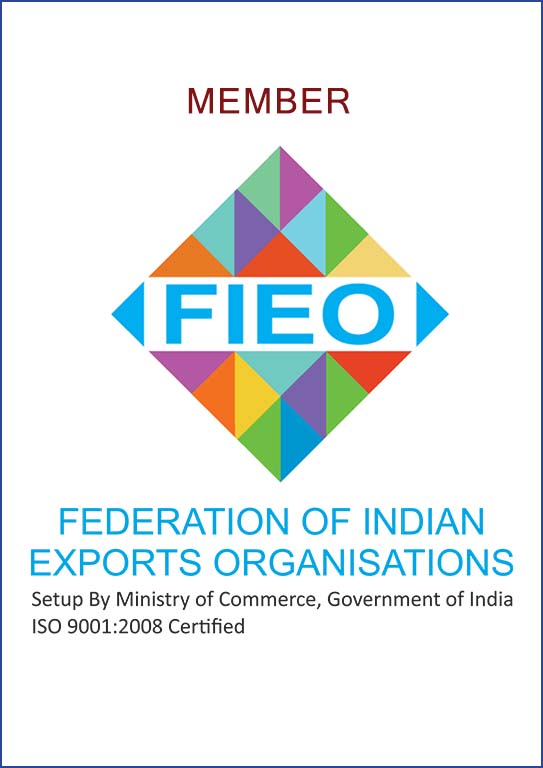 MEMBER
FIEO
FEDERATION OF INDIAN
EXPORTS ORGANISATIONS
Setup By Ministry of Commerce, Government of India
ISO 9001:2008 Certified